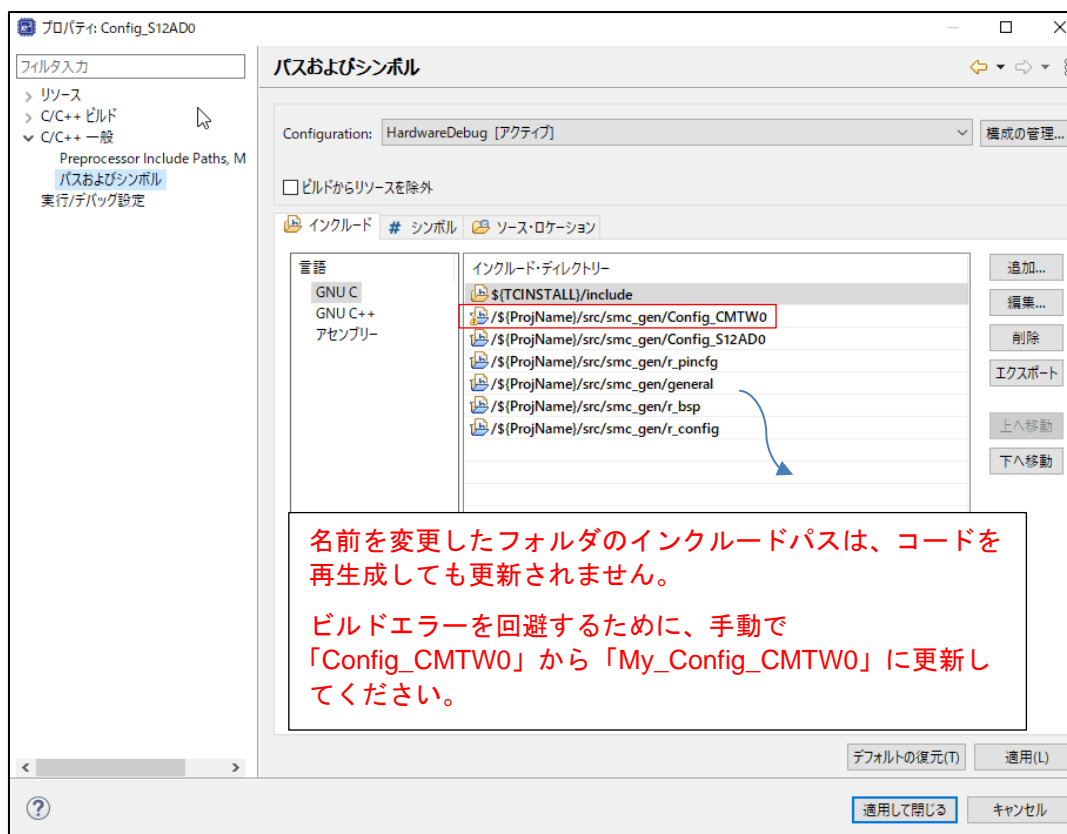 プロパティ: Config_S12AD0
フィルタ入力
リソース
C/C++ ビルド
C/C++ 一般
Preprocessor Include Paths, M
パスおよびシンボル
実行/デバッグ設定
パスおよびシンボル
Configuration: HardwareDebug [アクティブ]
構成の管理...
ビルドからリソースを除外
インクルード # シンボル ソース・ロケーション
言語
GNU C
GNU C++
アセンブリー
インクルード・ディレクトリー
${TCINSTALL}/include
/${ProjName}/src/smc_gen/Config_CMTW0
/${ProjName}/src/smc_gen/Config_S12AD0
/${ProjName}/src/smc_gen/r_pincfg
/${ProjName}/src/smc_gen/general
/${ProjName}/src/smc_gen/r_bsp
/${ProjName}/src/smc_gen/r_config
追加...
編集...
削除
エクスポート
上へ移動
下へ移動
名前を変更したフォルダのインクルードパスは、コードを
再生成しても更新されません。
ビルドエラーを回避するために、手動で
「Config_CMTW0」から「My_Config_CMTW0」に更新し
てください。
デフォルトの復元(T)
適用(L)
?
適用して閉じる
キャンセル